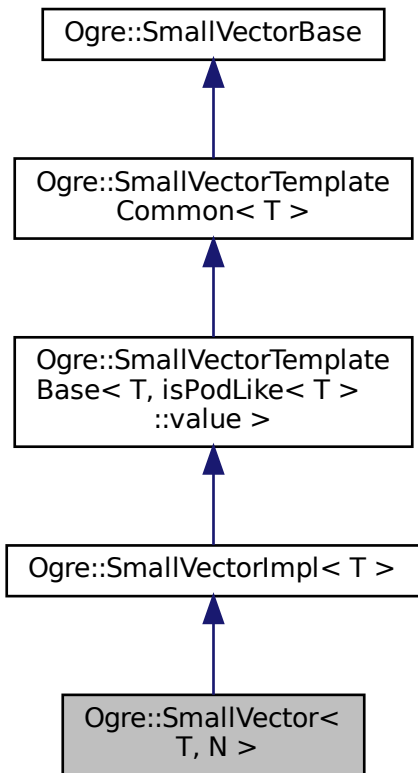 Ogre::SmallVectorBase
Ogre::SmallVectorTemplate
Common< T >
Ogre::SmallVectorTemplate
Base< T, isPodLike< T >
::value >
Ogre::SmallVectorImpl< T >
Ogre::SmallVector<
T, N >